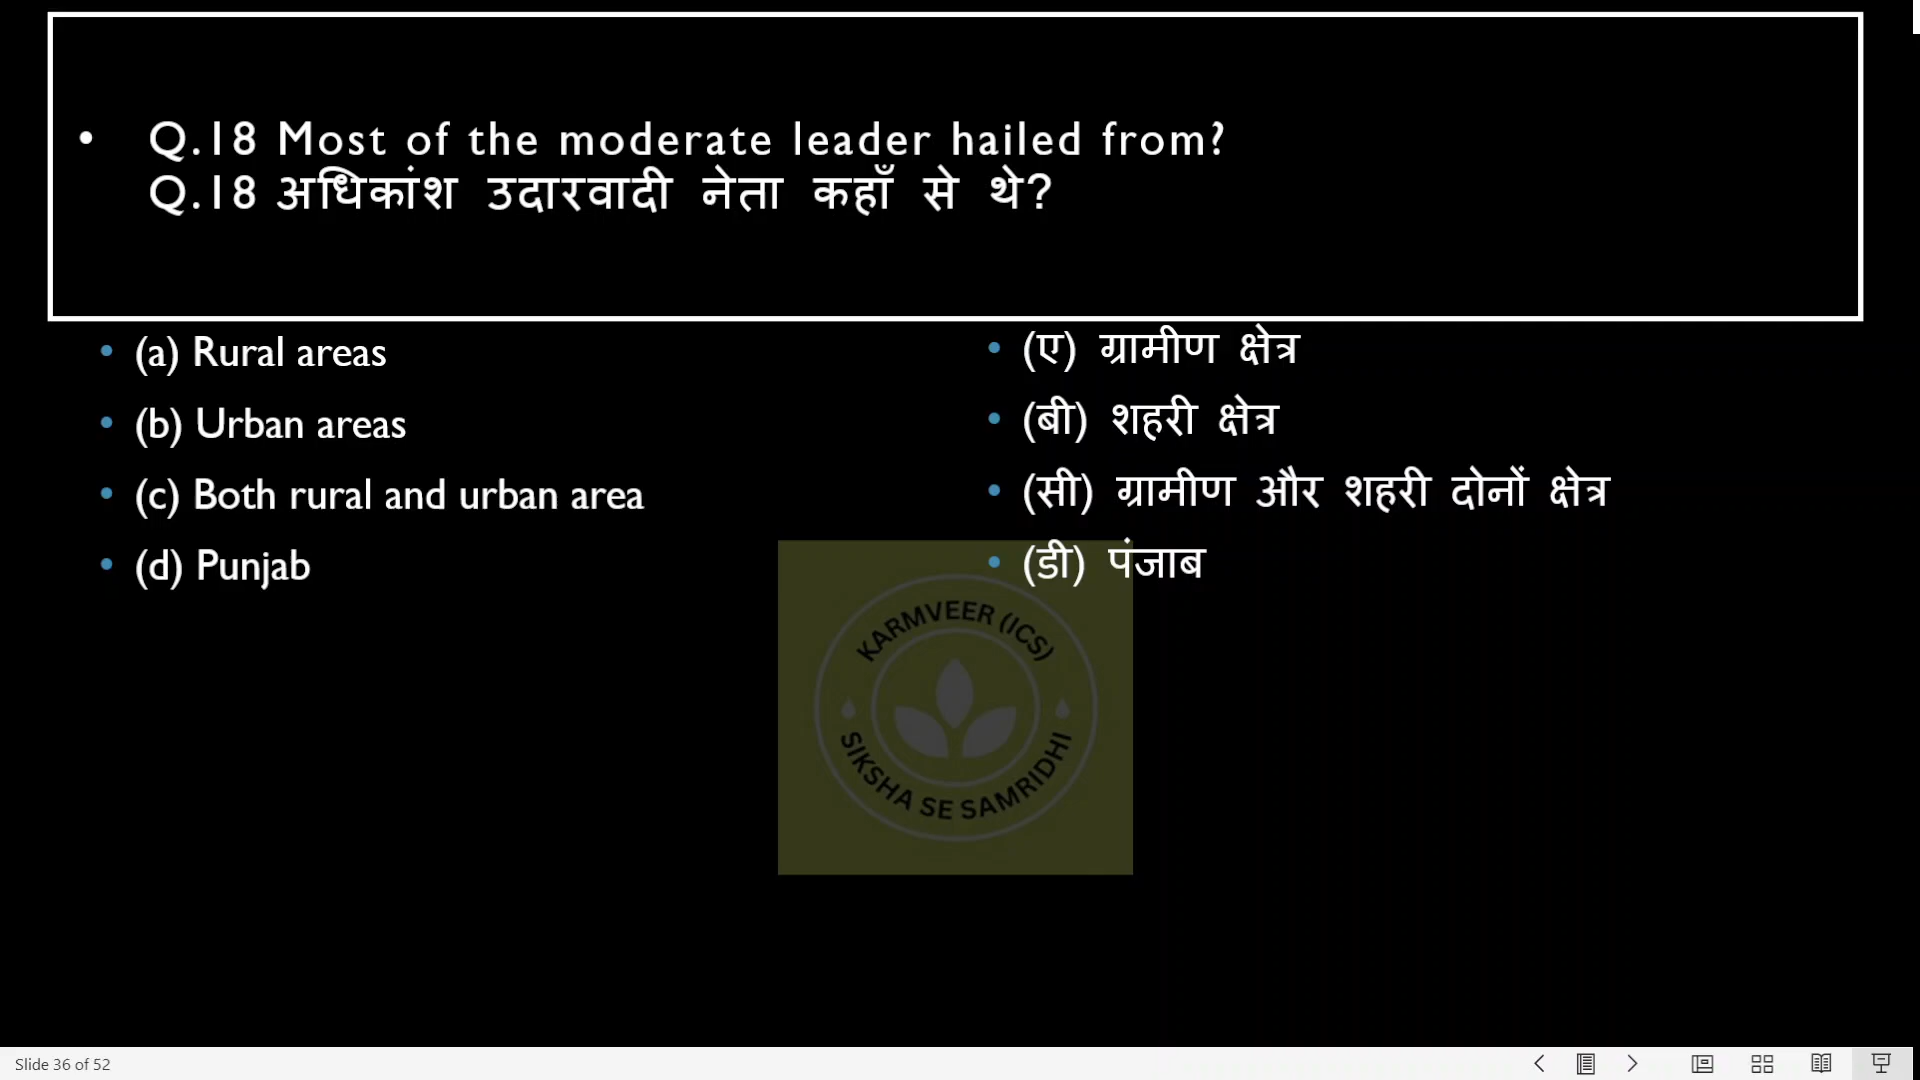 • Q.18 Most of the moderate leader hailed from?
Q.18 अधिकांश उदारवादी नेता कहाँ से थे?
• (a) Rural areas
• (b) Urban areas
• (c) Both rural and urban area
• (d) Punjab
• (ए) ग्रामीण क्षेत्र
• (बी) शहरी क्षेत्र
• (सी) ग्रामीण और शहरी दोनों क्षेत्र
• (डी) पंजाब
KARMVEER (ICS)
SIKSHA SE SAMRIDHI
Slide 36 of 52